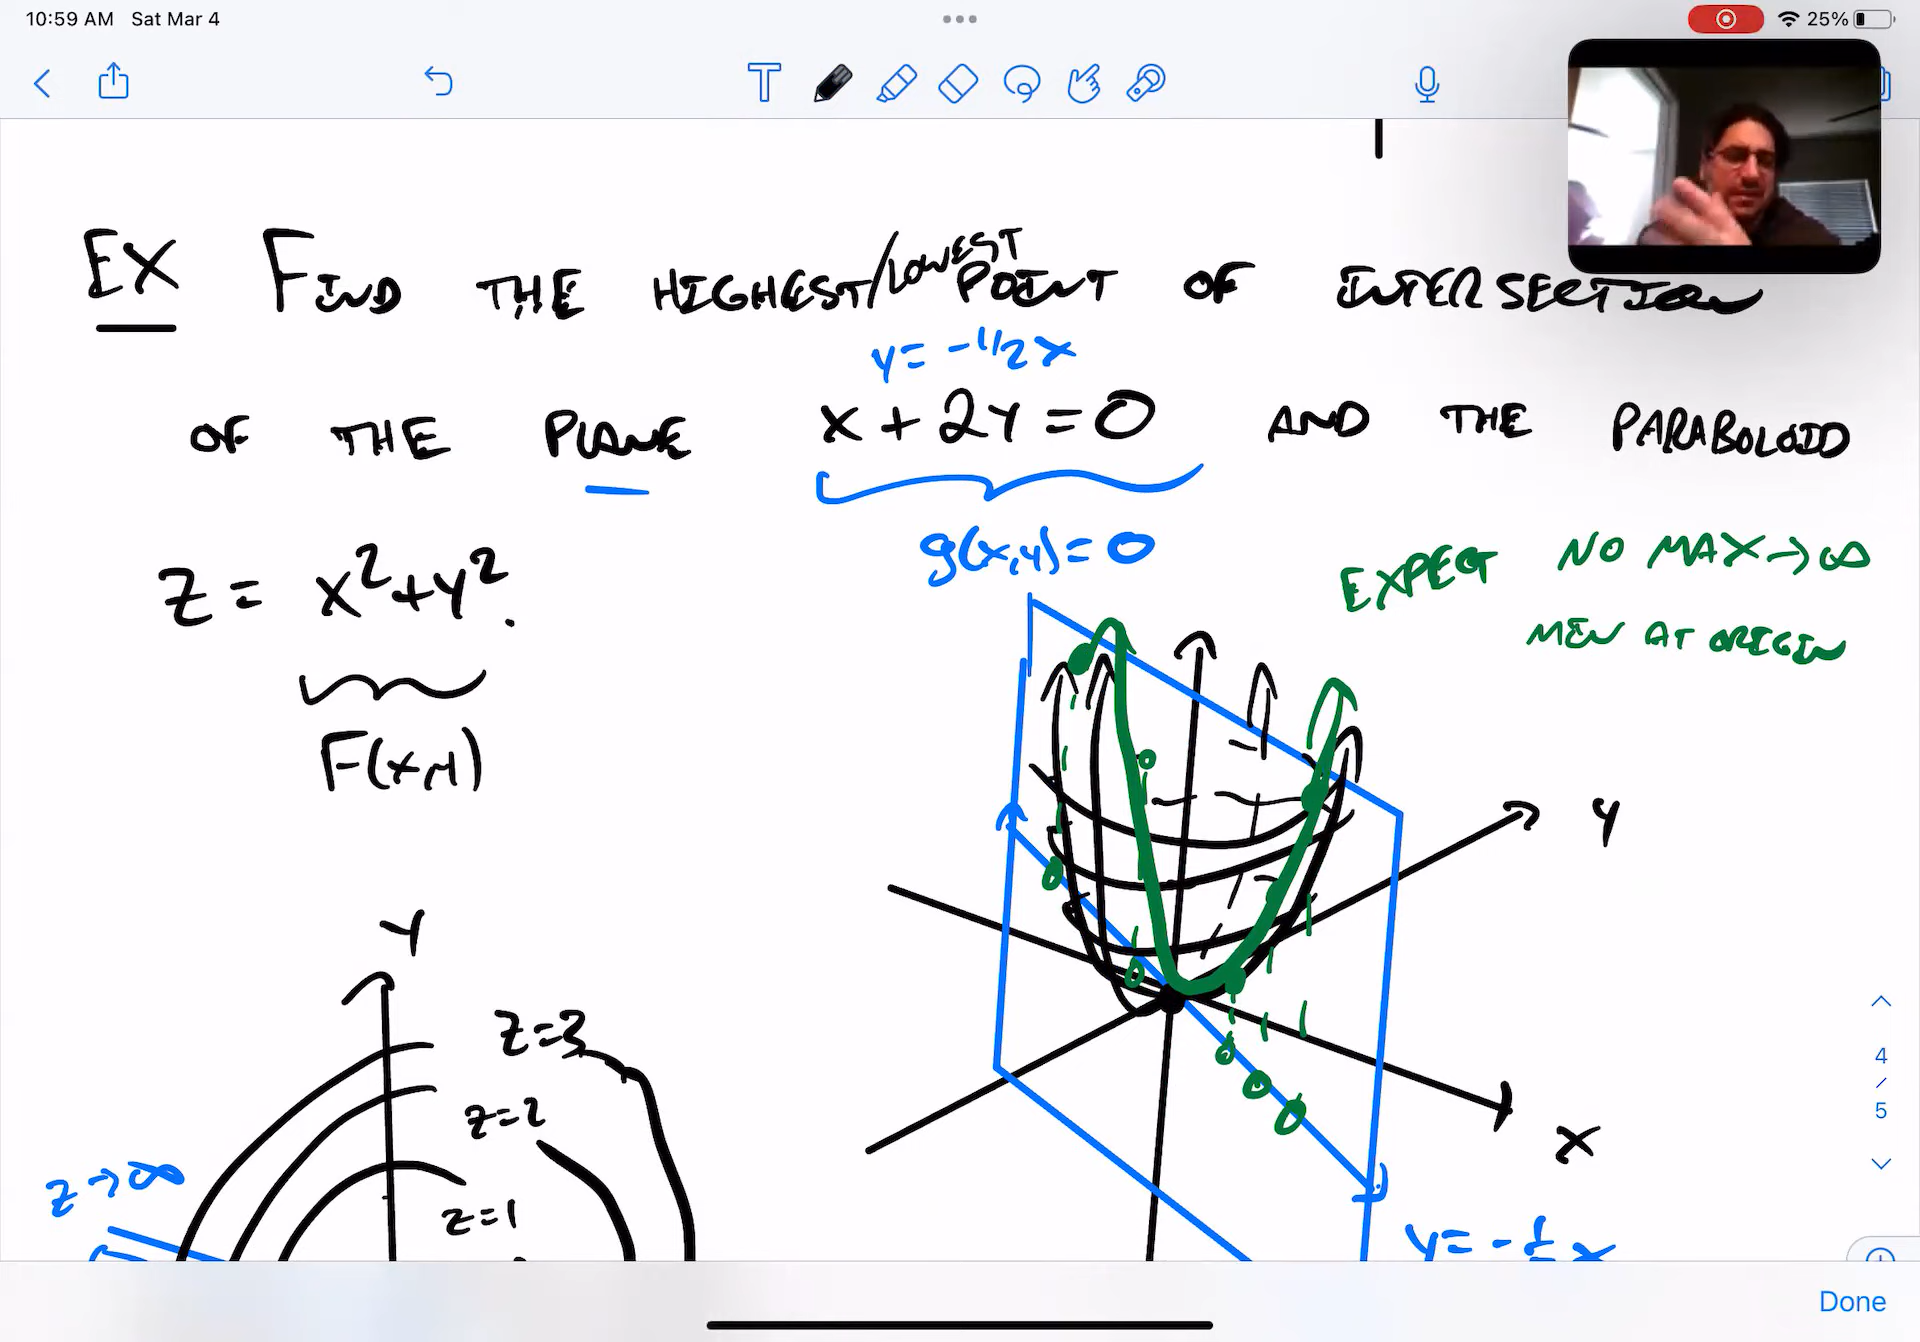 10:59 AM Sat Mar 4
25%
EX FIND THE HIGHEST/LOWEST POINT OF INTERSECTION
y = -1/2 x
OF THE PLANE x + 2y = 0 AND THE PARABOLOID
g(x,y) = 0
z = x²+y².
EXPECT NO MAX → ∞
MIN AT ORIGIN
F(x,y)
Y
Y
z=3
4
/
5
z=2
X
z→∞
z=1
y = -1/2 x
Done